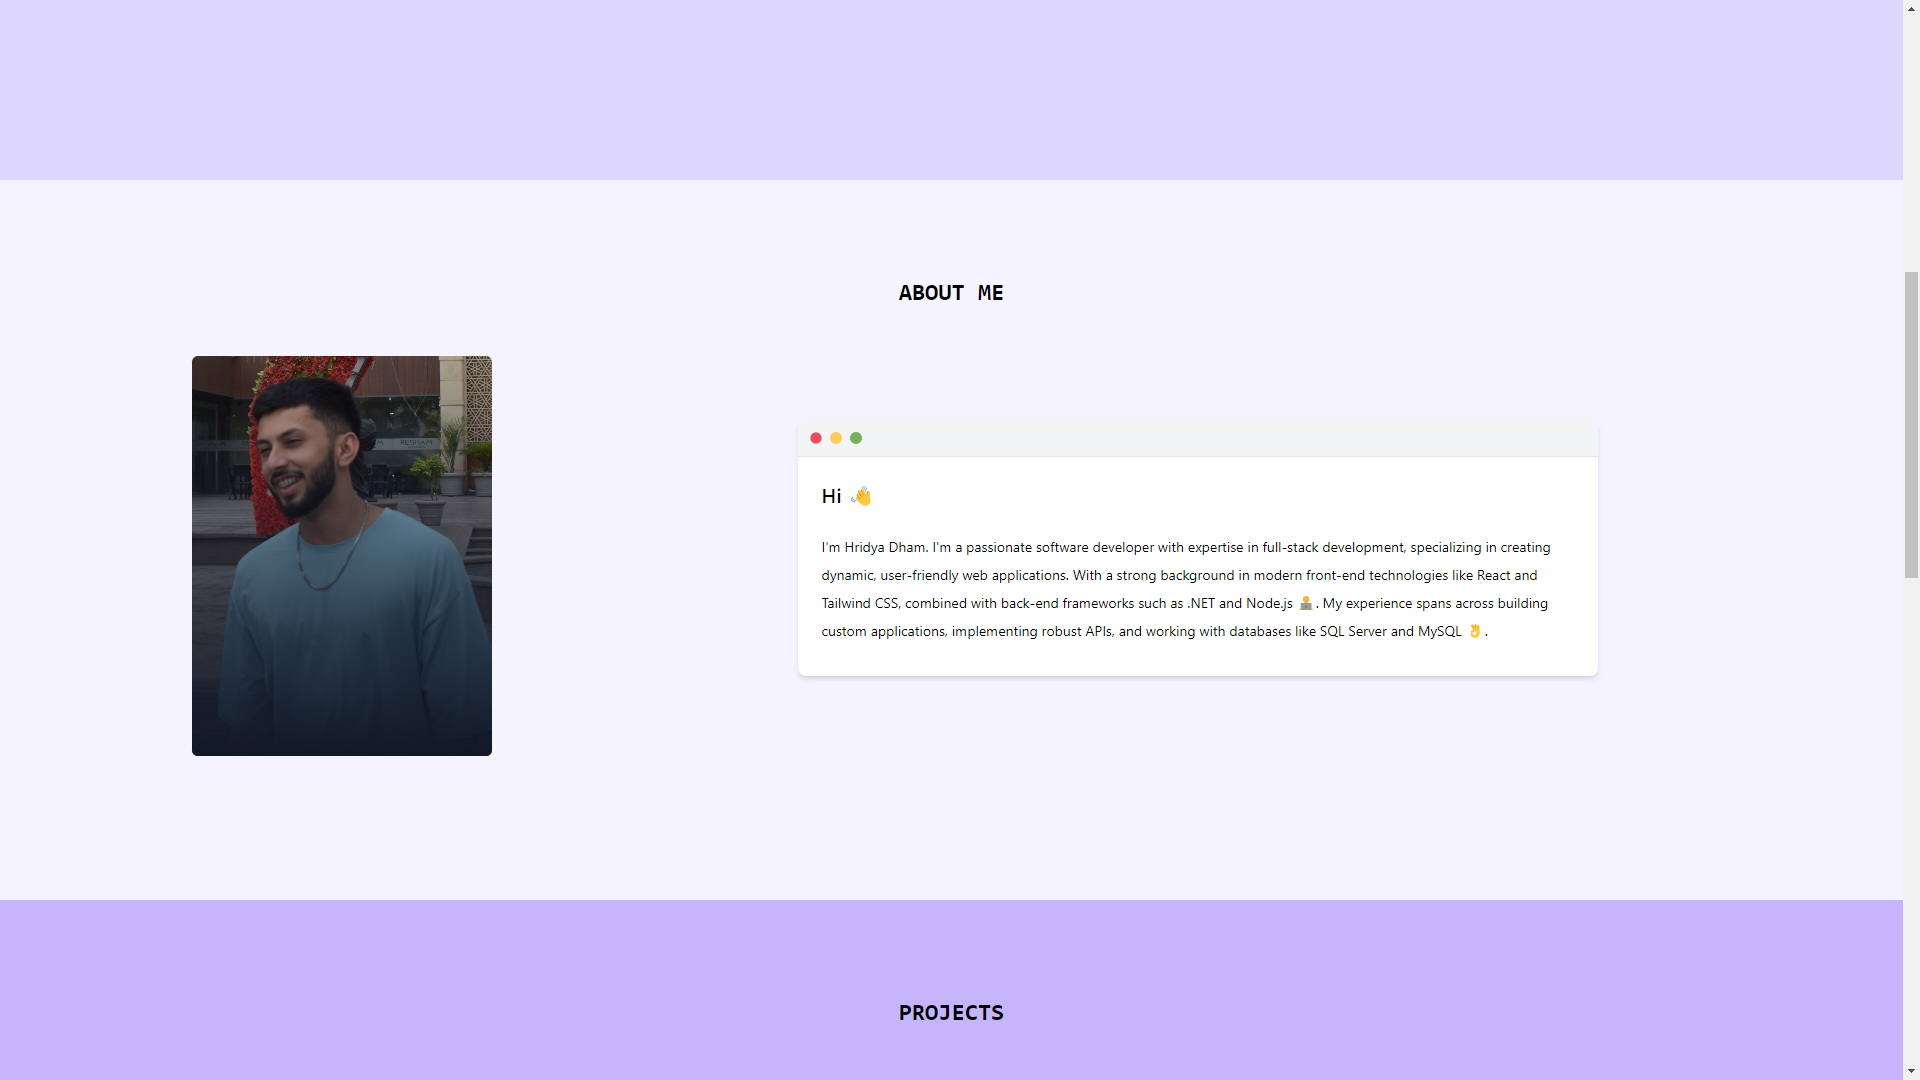 ABOUT ME
RESHAM
Hi 👋
I'm Hridya Dham. I'm a passionate software developer with expertise in full-stack development, specializing in creating
dynamic, user-friendly web applications. With a strong background in modern front-end technologies like React and
Tailwind CSS, combined with back-end frameworks such as .NET and Node.js 🧑‍💻. My experience spans across building
custom applications, implementing robust APIs, and working with databases like SQL Server and MySQL 👌.
PROJECTS